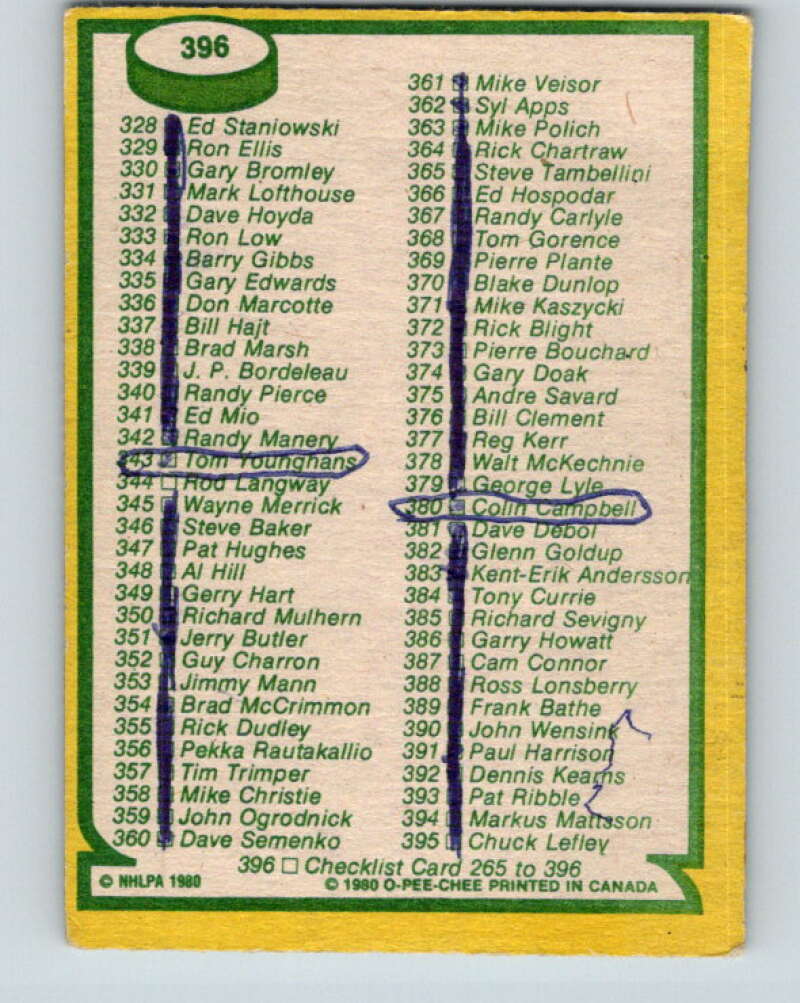 396
328 Ed Staniowski
329 Ron Ellis
330 Gary Bromley
331 Mark Lofthouse
332 Dave Hoyda
333 Ron Low
334 Barry Gibbs
335 Gary Edwards
336 Don Marcotte
337 Bill Hajt
338 Brad Marsh
339 J. P. Bordeleau
340 Randy Pierce
341 Ed Mio
342 Randy Manery
343 Tom Younghans
344 Rod Langway
345 Wayne Merrick
346 Steve Baker
347 Pat Hughes
348 Al Hill
349 Gerry Hart
350 Richard Mulhern
351 Jerry Butler
352 Guy Charron
353 Jimmy Mann
354 Brad McCrimmon
355 Rick Dudley
356 Pekka Rautakallio
357 Tim Trimper
358 Mike Christie
359 John Ogrodnick
360 Dave Semenko
361 Mike Veisor
362 Syl Apps
363 Mike Polich
364 Rick Chartraw
365 Steve Tambellini
366 Ed Hospodar
367 Randy Carlyle
368 Tom Gorence
369 Pierre Plante
370 Blake Dunlop
371 Mike Kaszycki
372 Rick Blight
373 Pierre Bouchard
374 Gary Doak
375 Andre Savard
376 Bill Clement
377 Reg Kerr
378 Walt McKechnie
379 George Lyle
380 Colin Campbell
381 Dave Debol
382 Glenn Goldup
383 Kent-Erik Andersson
384 Tony Currie
385 Richard Sevigny
386 Garry Howatt
387 Cam Connor
388 Ross Lonsberry
389 Frank Bathe
390 John Wensink
391 Paul Harrison
392 Dennis Kearns
393 Pat Ribble
394 Markus Mattsson
395 Chuck Lefley
396 □ Checklist Card 265 to 396
© NHLPA 1980 © 1980 O-PEE-CHEE PRINTED IN CANADA